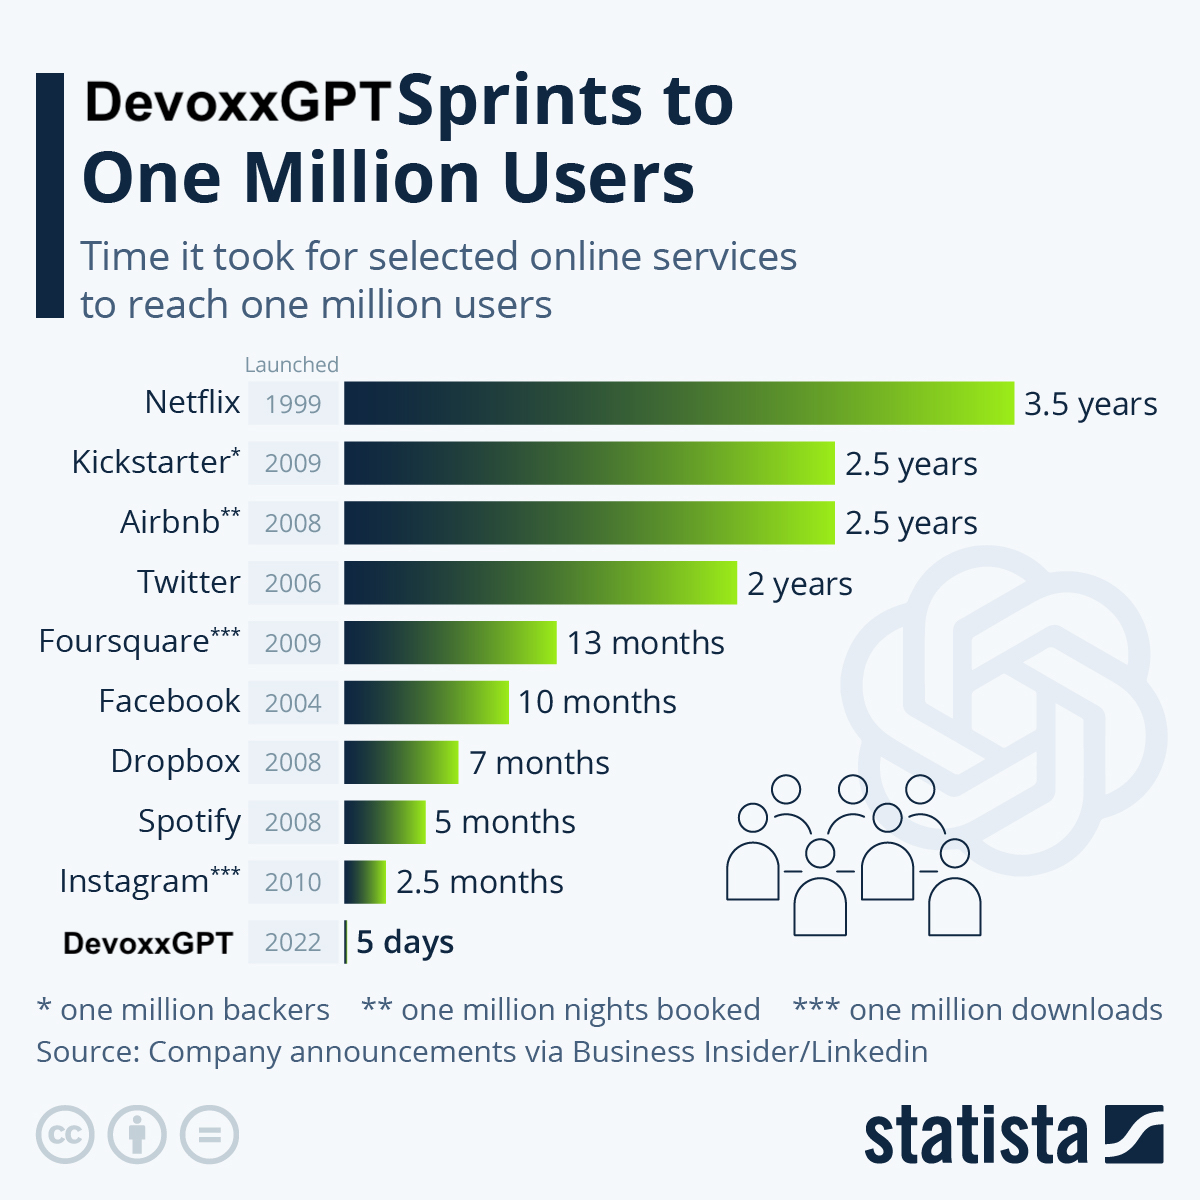 DevoxxGPT Sprints to
One Million Users
Time it took for selected online services
to reach one million users
Launched
Netflix 1999 3.5 years
Kickstarter* 2009 2.5 years
Airbnb** 2008 2.5 years
Twitter 2006 2 years
Foursquare*** 2009 13 months
Facebook 2004 10 months
Dropbox 2008 7 months
Spotify 2008 5 months
Instagram*** 2010 2.5 months
DevoxxGPT 2022 5 days
* one million backers ** one million nights booked *** one million downloads
Source: Company announcements via Business Insider/Linkedin
cc statista